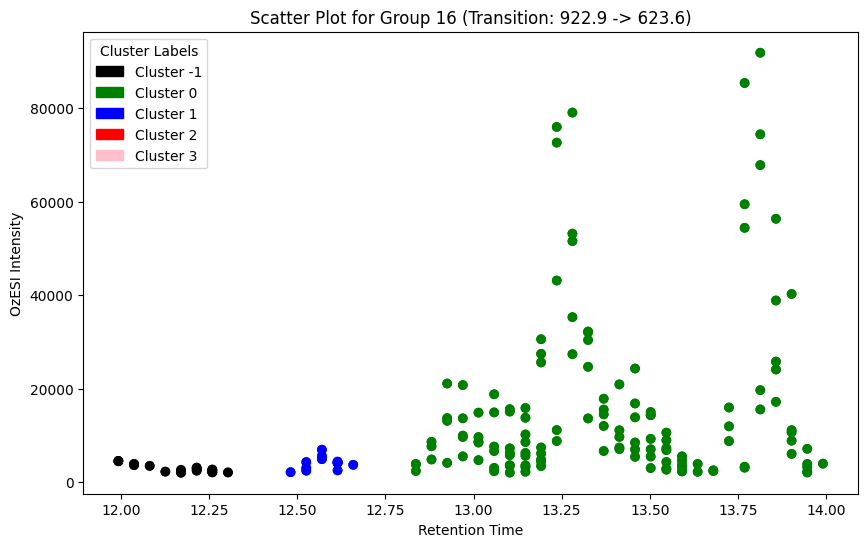 Scatter Plot for Group 16 (Transition: 922.9 -> 623.6)
Cluster Labels
Cluster -1
Cluster 0
Cluster 1
Cluster 2
Cluster 3
OzESI Intensity
80000
60000
40000
20000
0
12.00 12.25 12.50 12.75 13.00 13.25 13.50 13.75 14.00
Retention Time